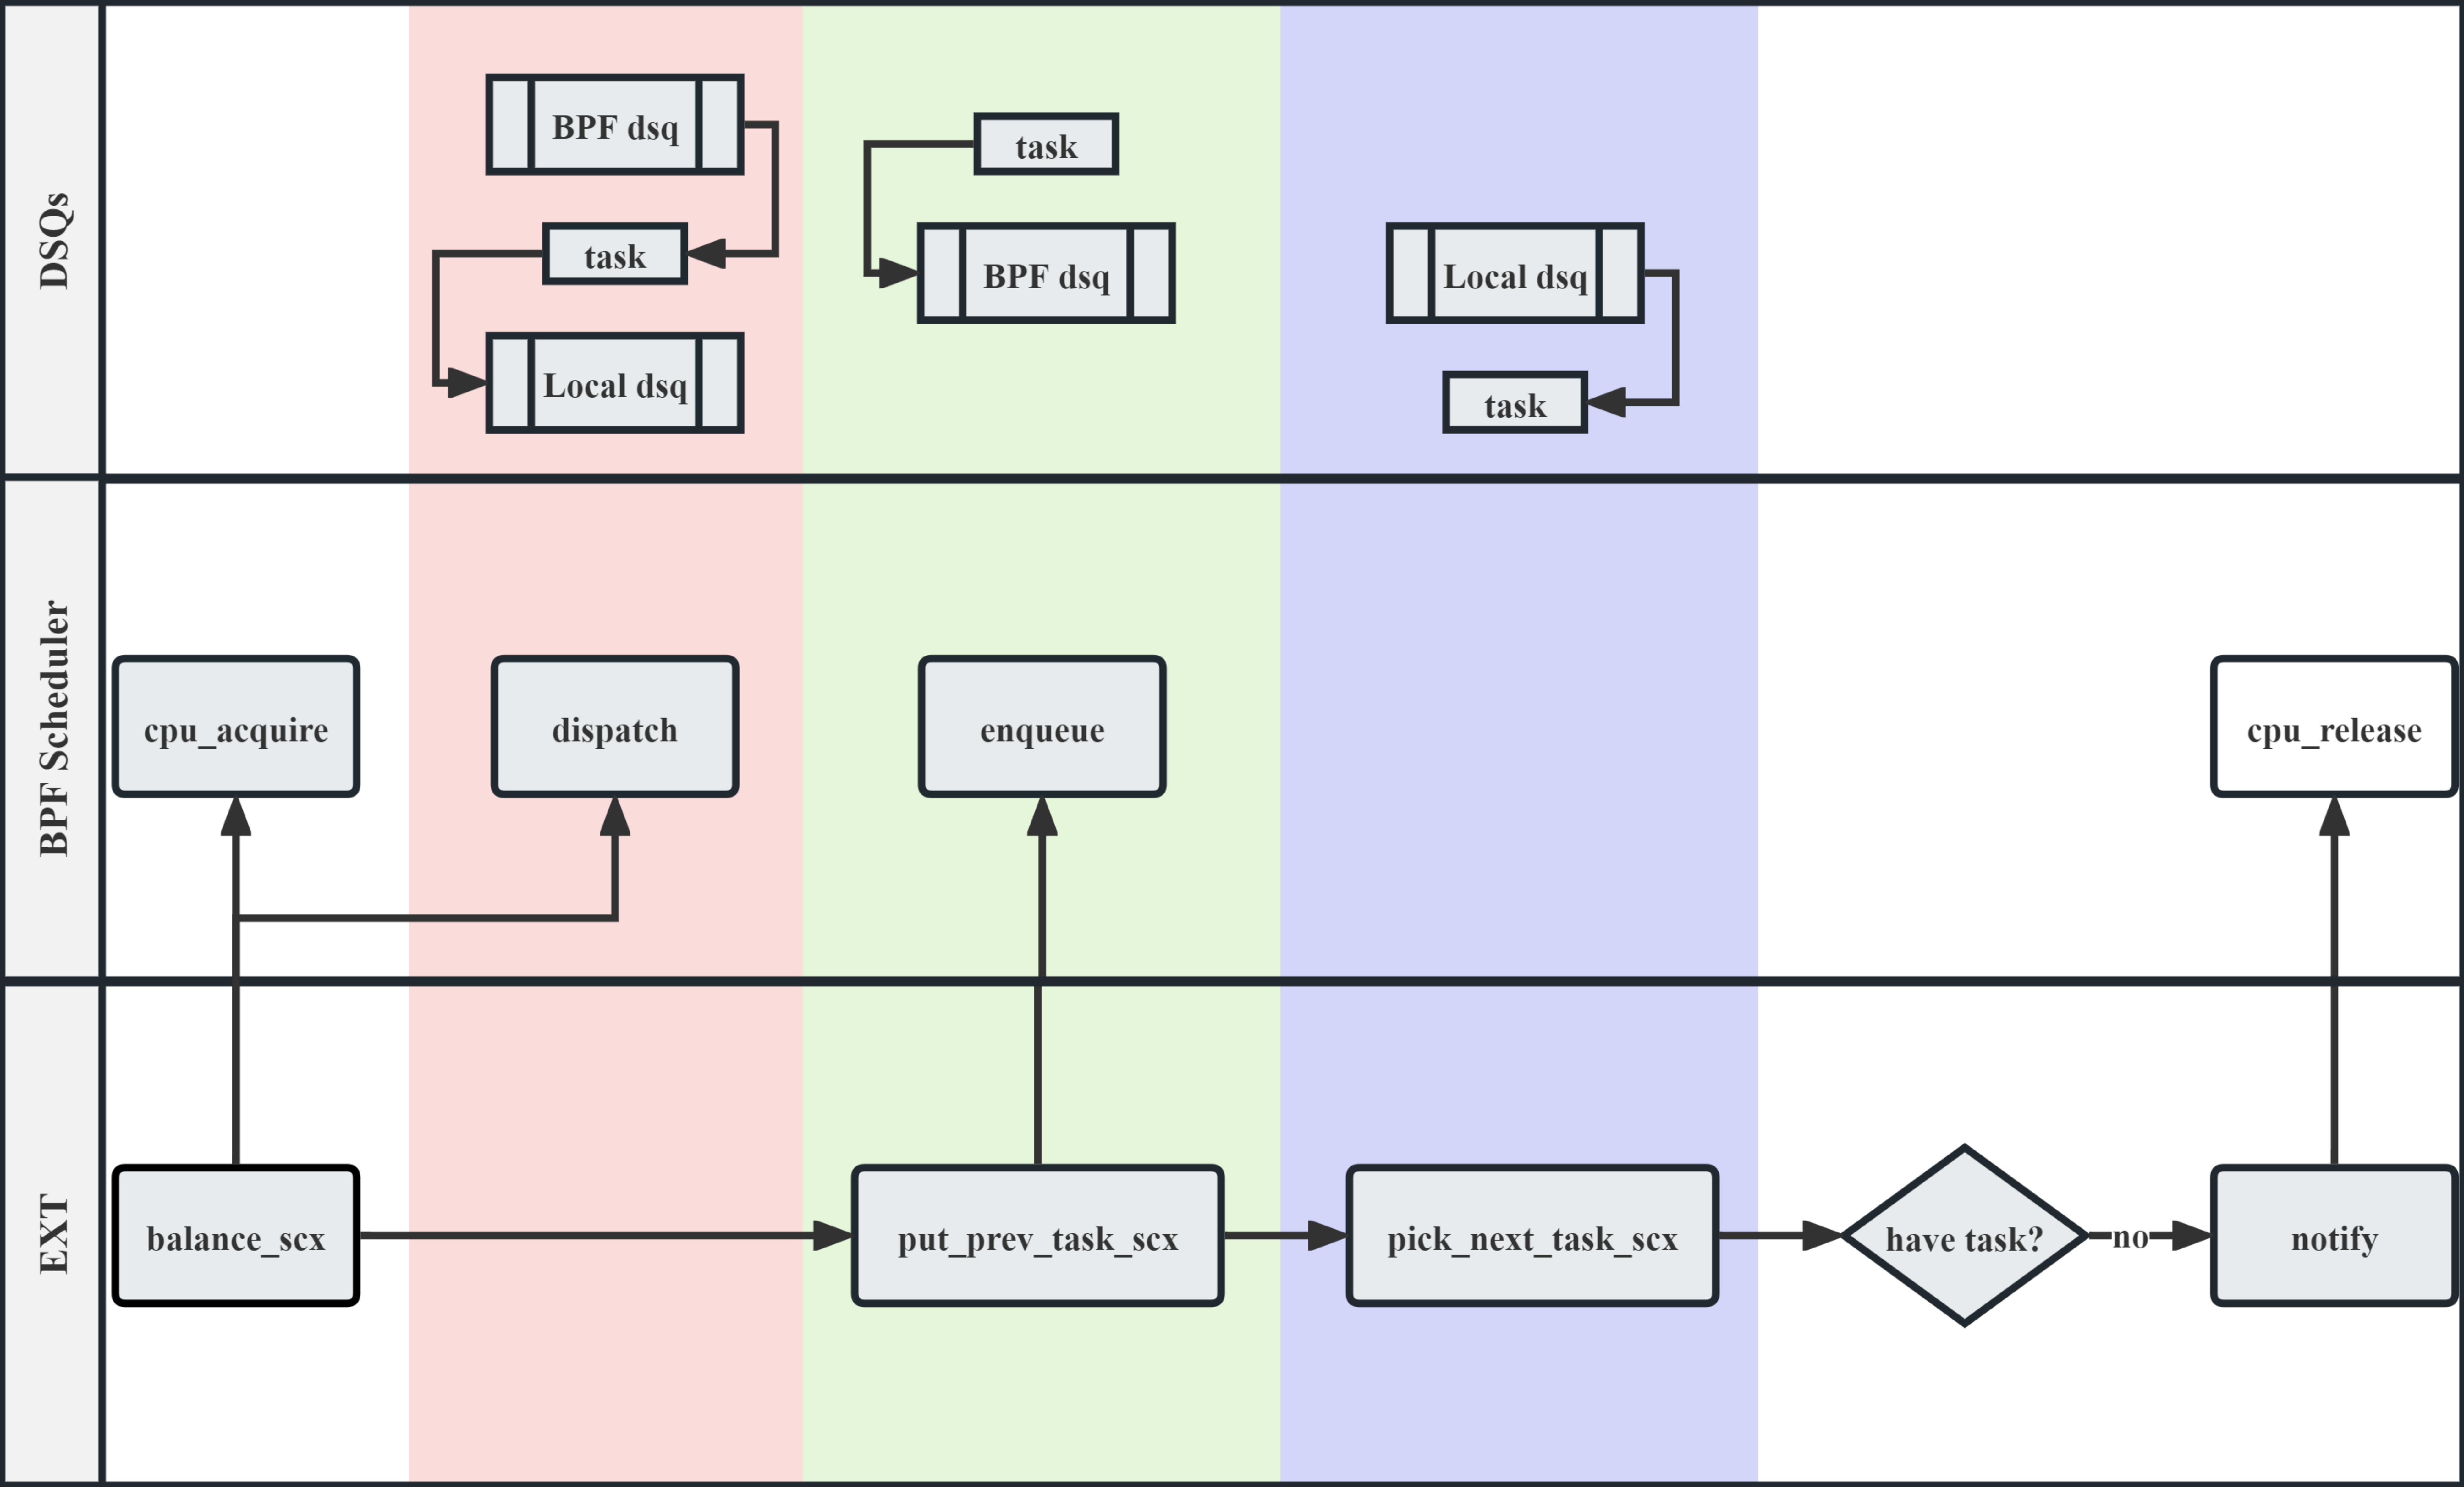 DSQs
BPF dsq
task
Local dsq
task
BPF dsq
Local dsq
task
BPF Scheduler
cpu_acquire
dispatch
enqueue
cpu_release
EXT
balance_scx
put_prev_task_scx
pick_next_task_scx
have task?
no
notify